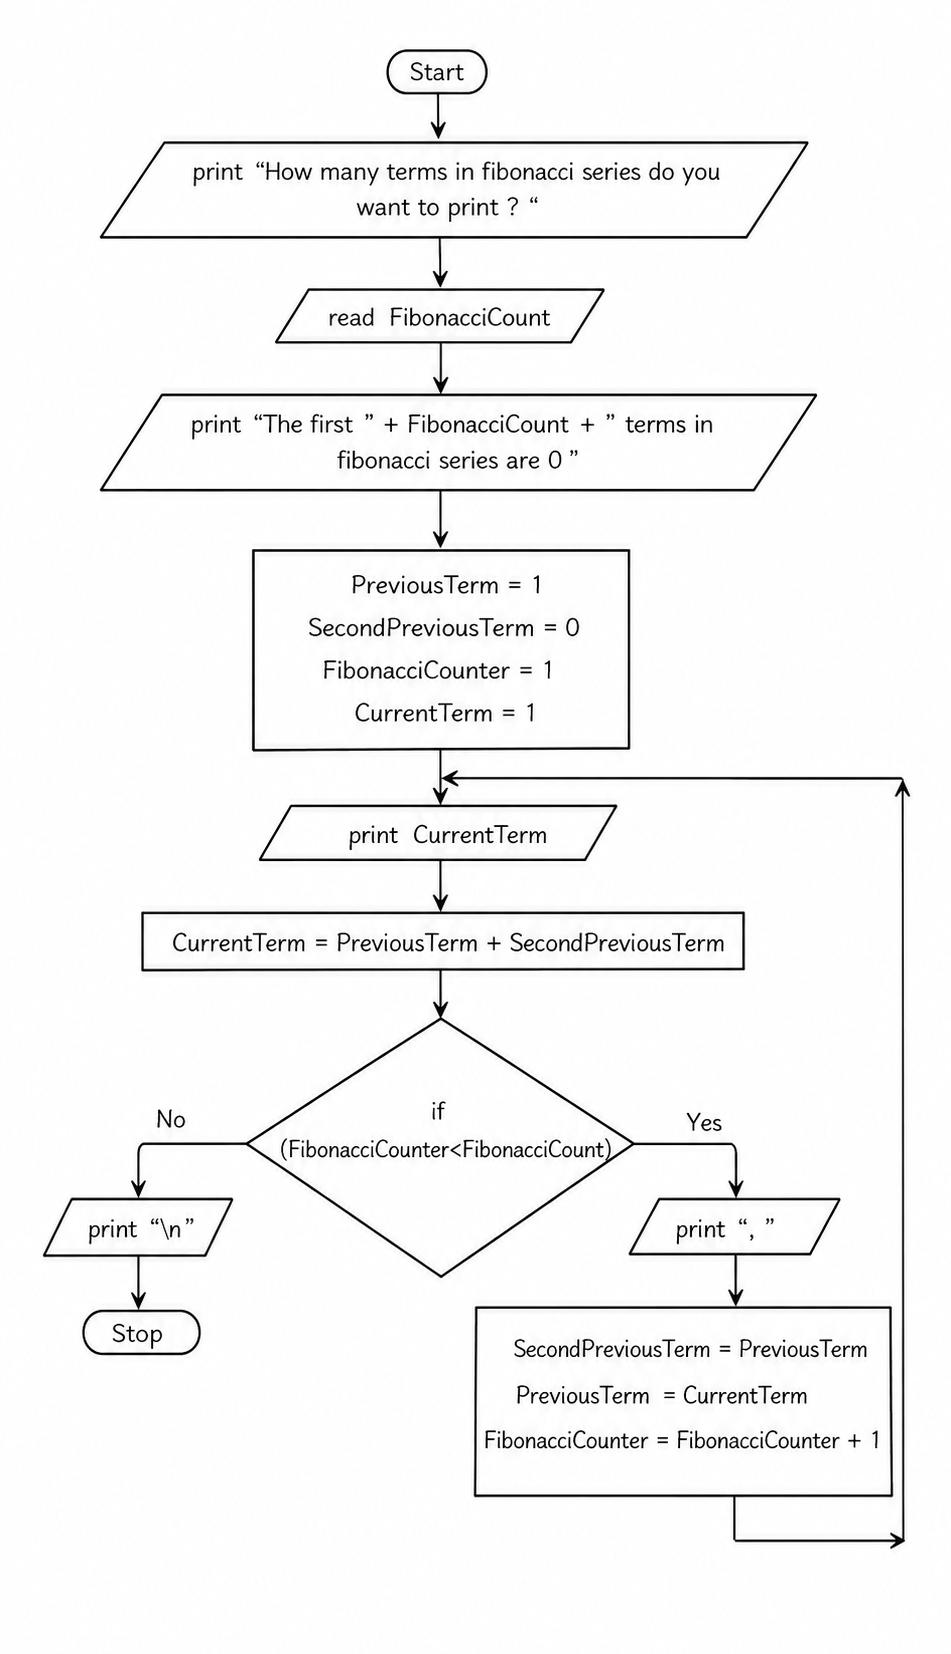 Start
print “How many terms in fibonacci series do you
want to print ? “
read FibonacciCount
print “The first ” + FibonacciCount + ” terms in
fibonacci series are 0 ”
PreviousTerm = 1
SecondPreviousTerm = 0
FibonacciCounter = 1
CurrentTerm = 1
print CurrentTerm
CurrentTerm = PreviousTerm + SecondPreviousTerm
if
(FibonacciCounter<FibonacciCount)
No
Yes
print “\n”
print “, ”
Stop
SecondPreviousTerm = PreviousTerm
PreviousTerm = CurrentTerm
FibonacciCounter = FibonacciCounter + 1